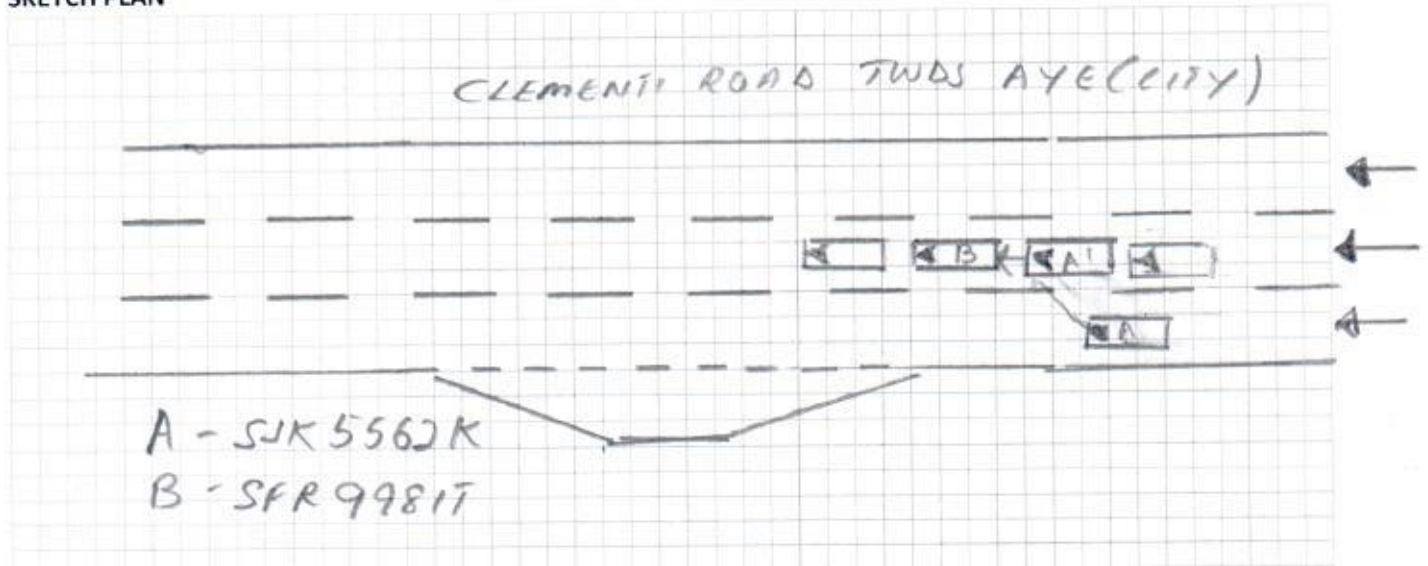 SKETCH PLAN
CLEMENTI ROAD TWDS AYE (CITY)
B
A'
A
A - SJK 5562K
B - SFR 9981T